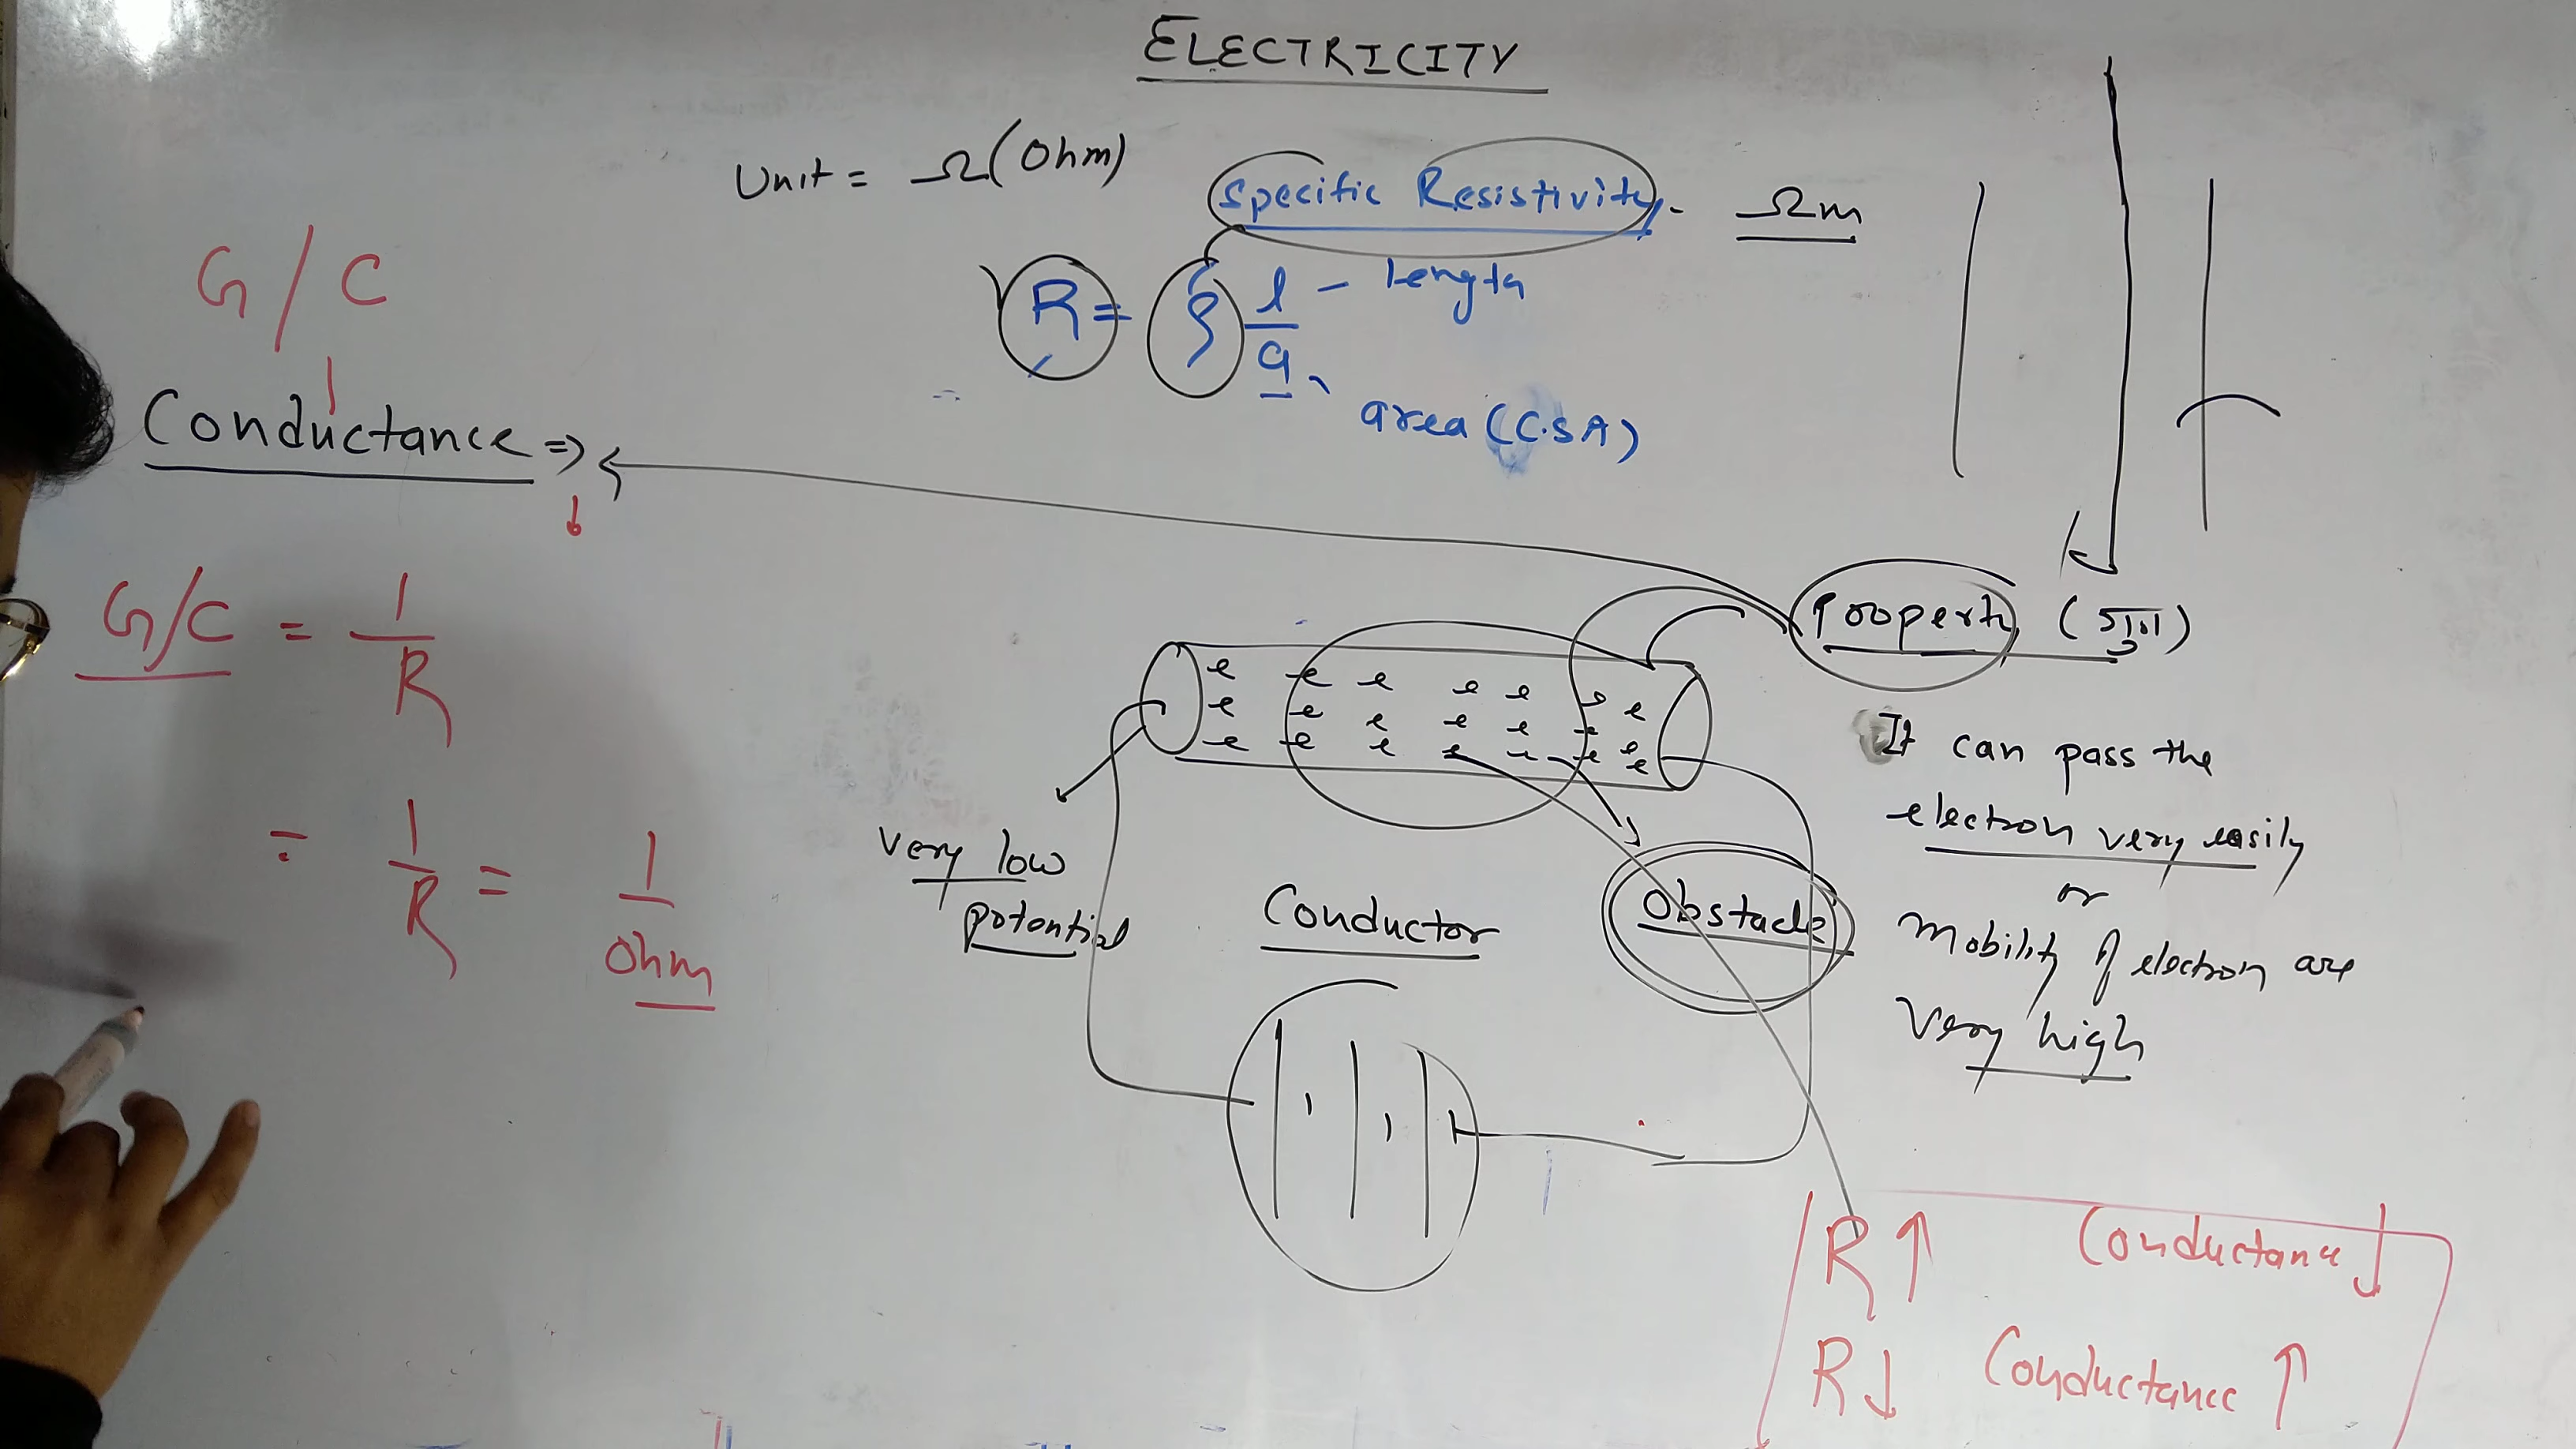 ELECTRICITY
Unit = Ω (Ohm)
Specific Resistivity - Ωm
R = ρ l/a
length
area (C.S.A)
G/C
Conductance =>
G/C = 1/R
= 1/R = 1/Ohm
Property (गुण)
It can pass the
electron very easily
or
Mobility of electron are
Very high
e e e e e e e
e e e e e e e
e e e e e e e
e
Very low
potential
Conductor
Obstacle
R↑ Conductance↓
R↓ Conductance↑